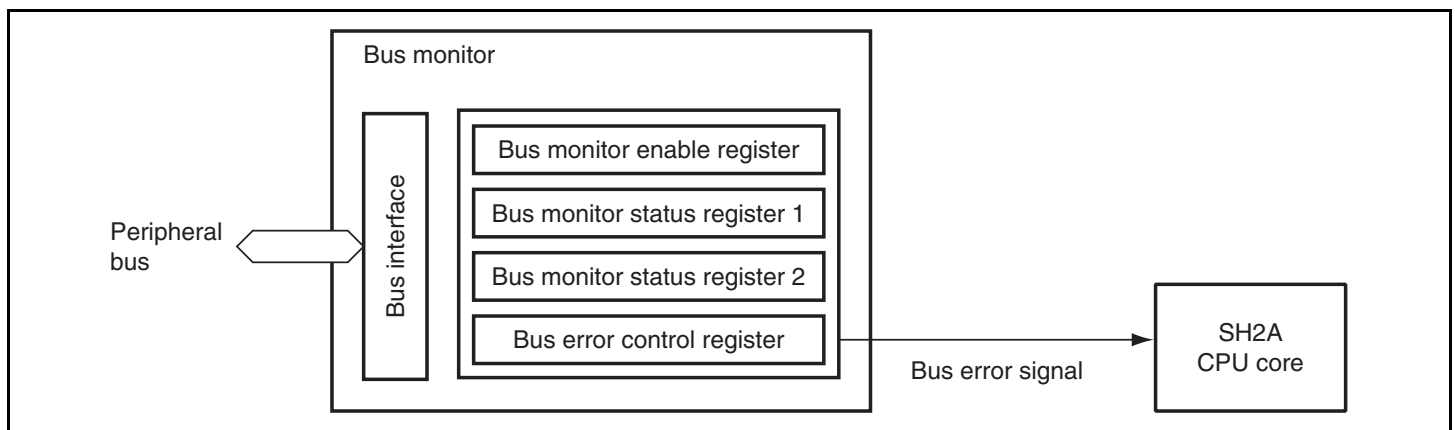 Bus monitor
Peripheral
bus
Bus interface
Bus monitor enable register
Bus monitor status register 1
Bus monitor status register 2
Bus error control register
Bus error signal
SH2A
CPU core